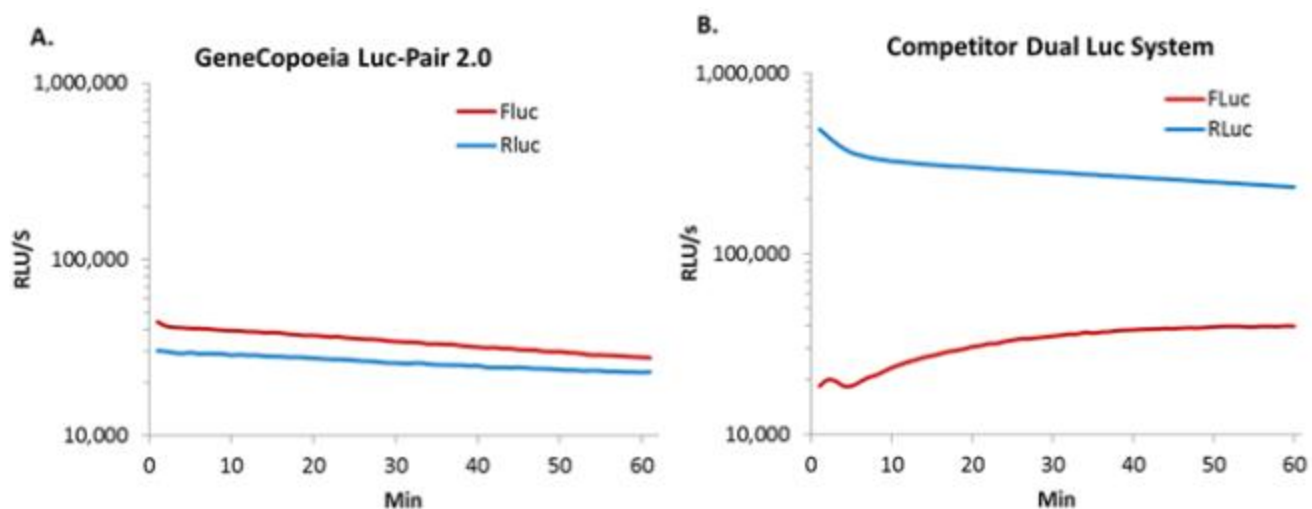 A.
GeneCopoeia Luc-Pair 2.0
1,000,000
100,000
10,000
RLU/S
Fluc
Rluc
0 10 20 30 40 50 60
Min
B.
Competitor Dual Luc System
1,000,000
100,000
10,000
RLU/s
FLuc
RLuc
0 10 20 30 40 50 60
Min